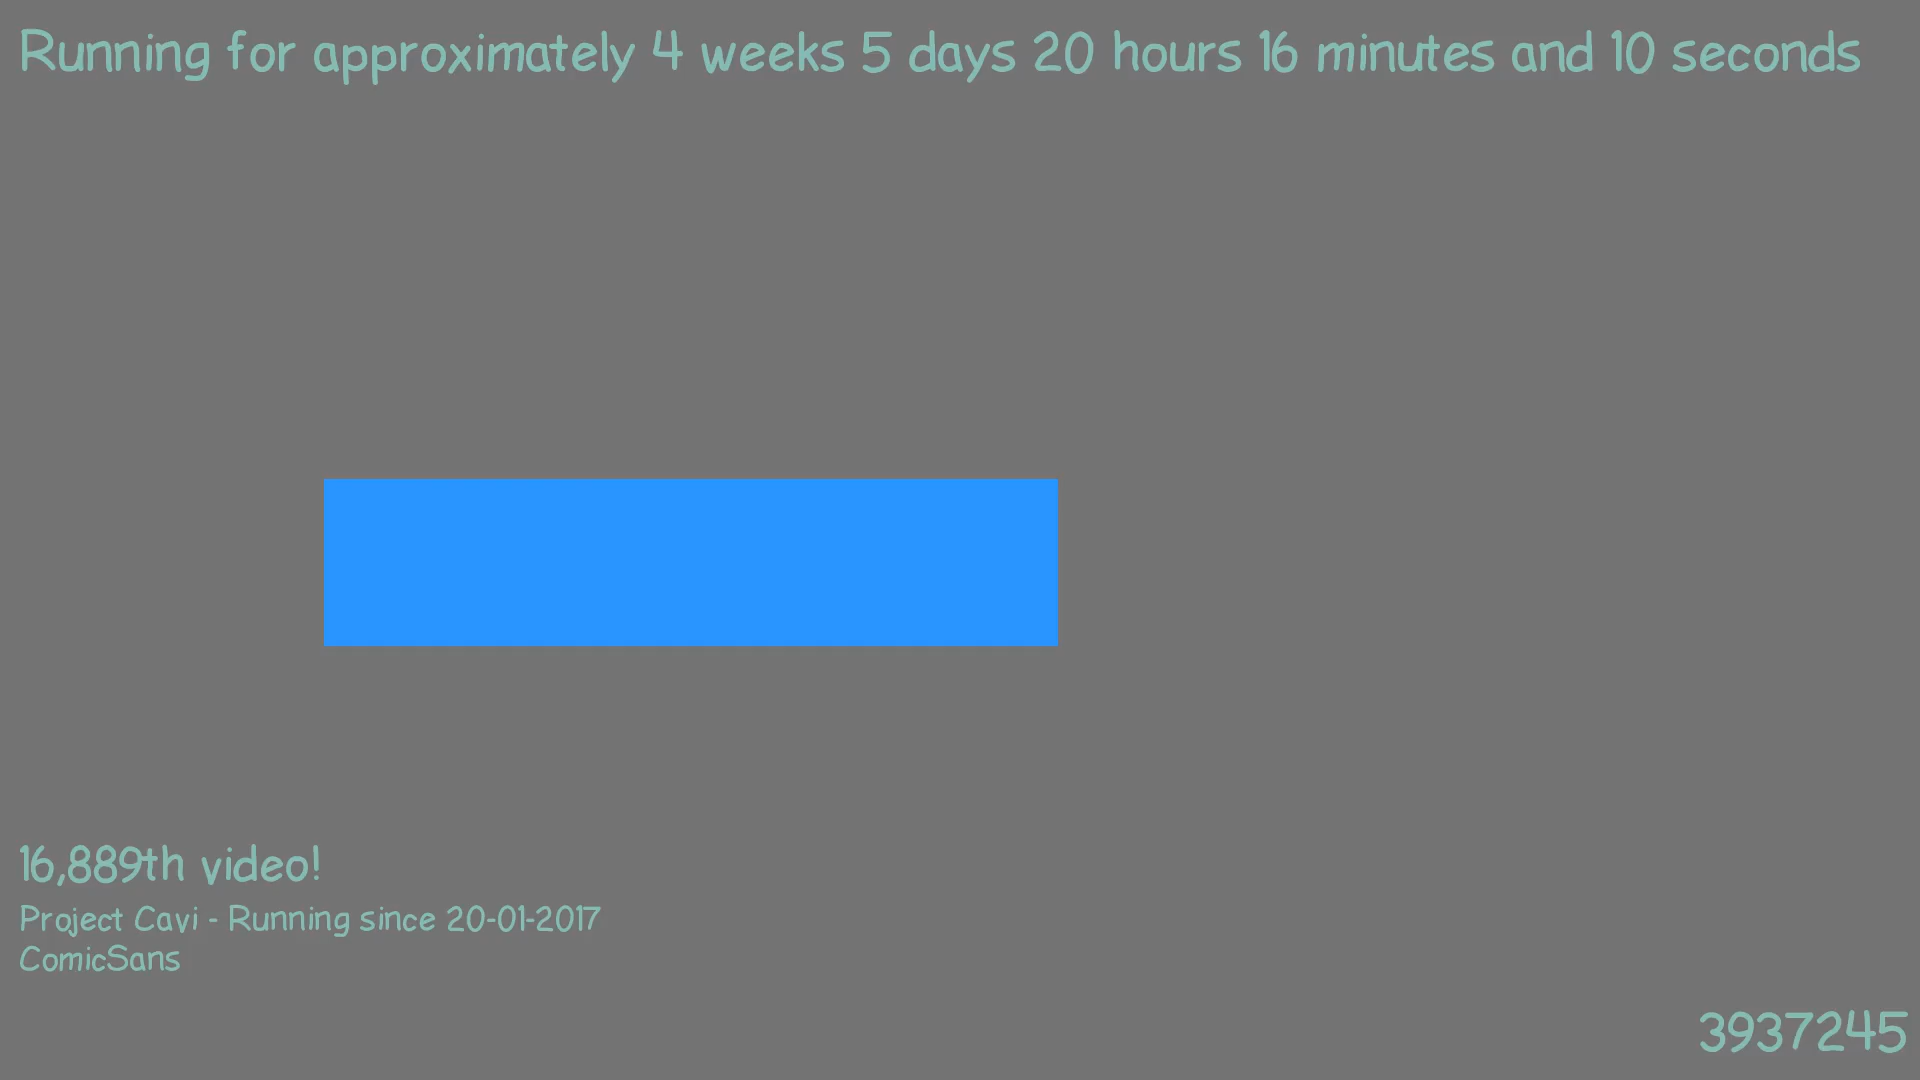 Running for approximately 4 weeks 5 days 20 hours 16 minutes and 10 seconds
16,889th video!
Project Cavi - Running since 20-01-2017
ComicSans
3937245